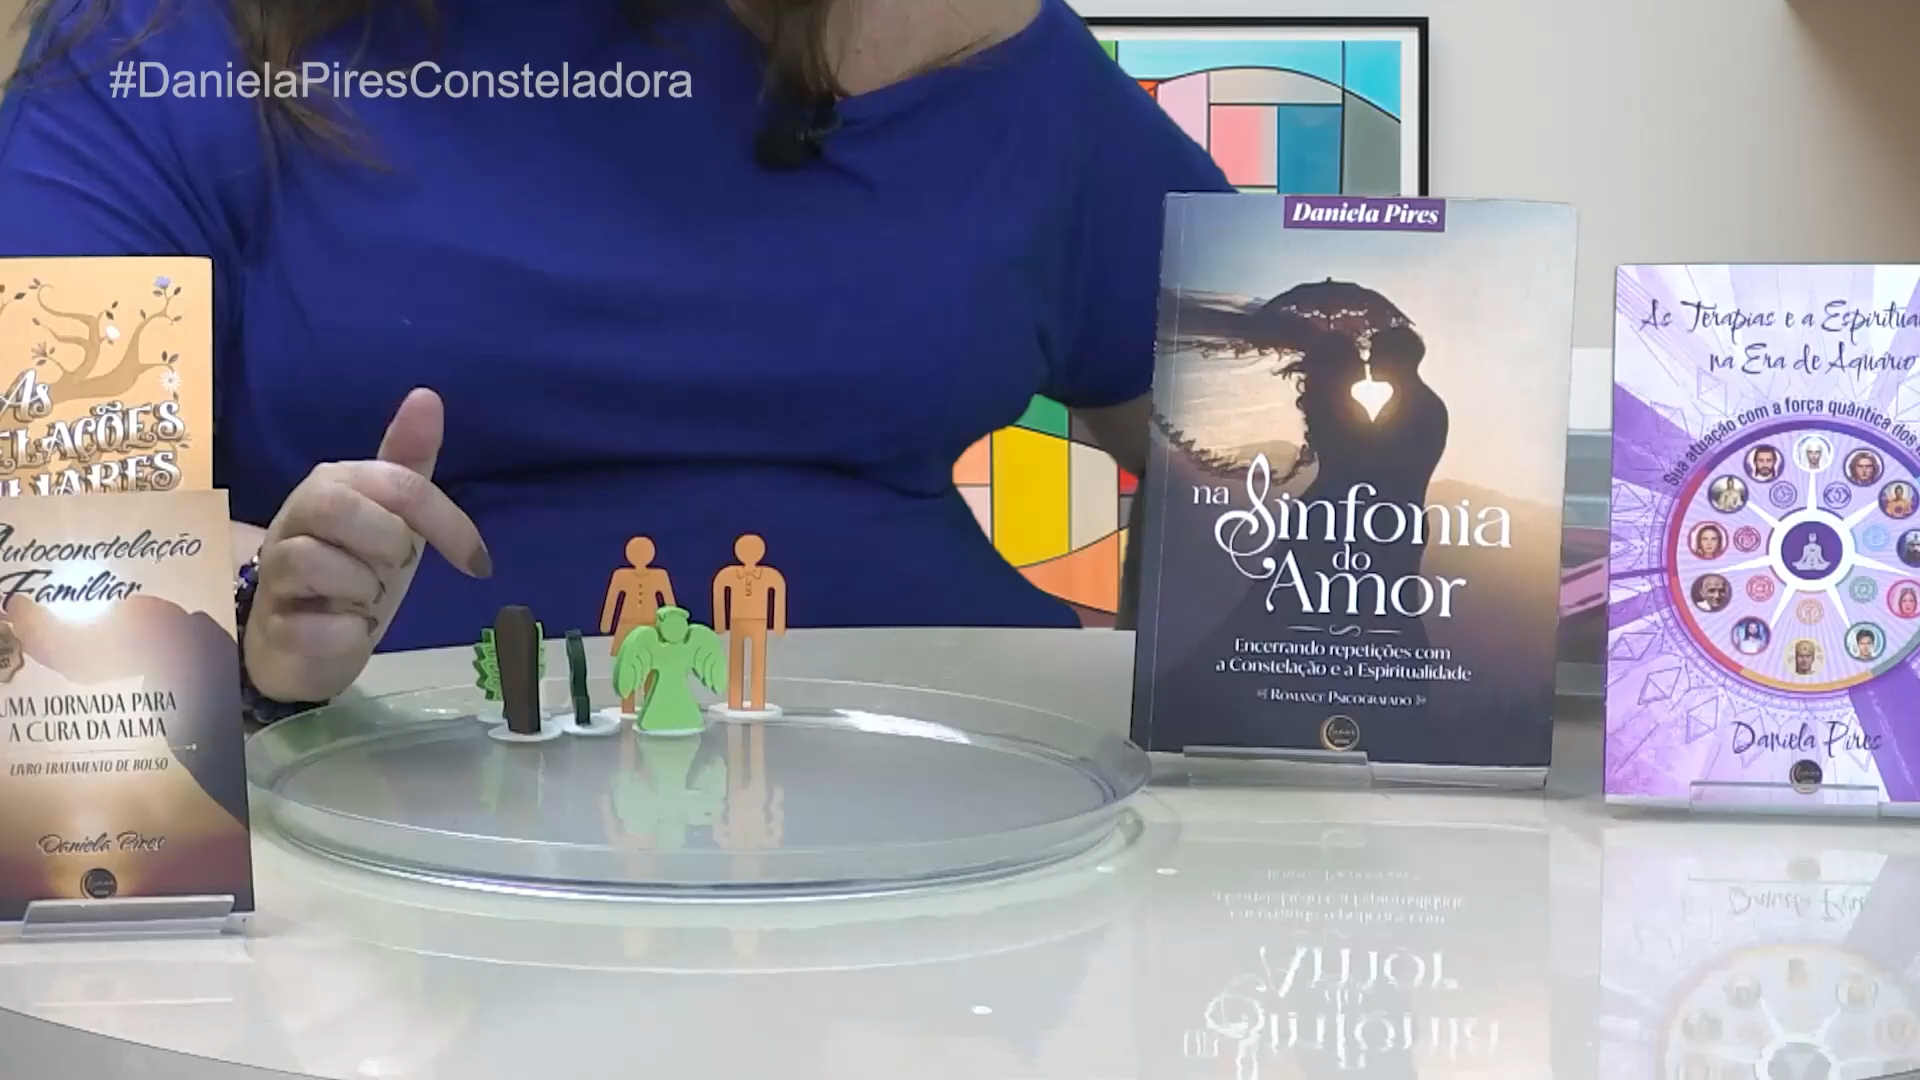 #DanielaPiresConsteladora
As
Autoconstelação
Familiar
UMA JORNADA PARA
A CURA DA ALMA
LIVRO-TRATAMENTO DE BOLSO
Daniela Pires
Daniela Pires
na Sinfonia
do
Amor
Encerrando repetições com
a Constelação e a Espiritualidade
Romance Psicografado
As Terapias e a
na Era de Aquário
Sua atuação com a força quântica dos
Daniela Pires